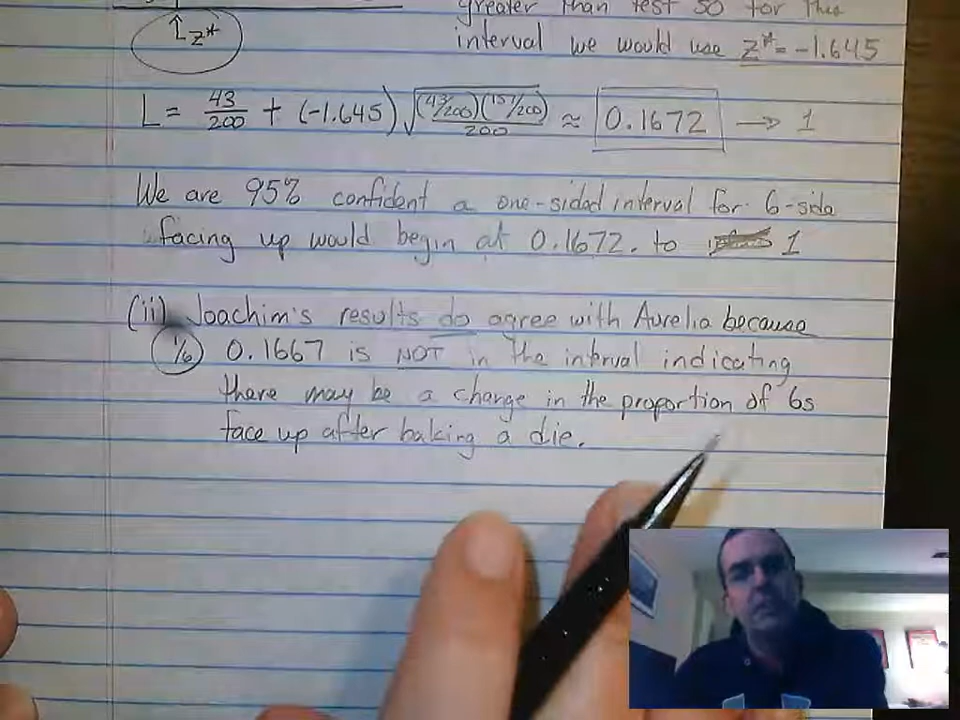 greater than test so for this
↑z*
interval we would use z* = -1.645
L = 43/200 + (-1.645) √((43/200)(157/200)/200) ≈ 0.1672 → 1
We are 95% confident a one-sided interval for 6-side
facing up would begin at 0.1672. to 1
(ii) Joachim's results do agree with Aurelia because
1/6 0.1667 is NOT in the interval indicating
there may be a change in the proportion of 6s
face up after baking a die.